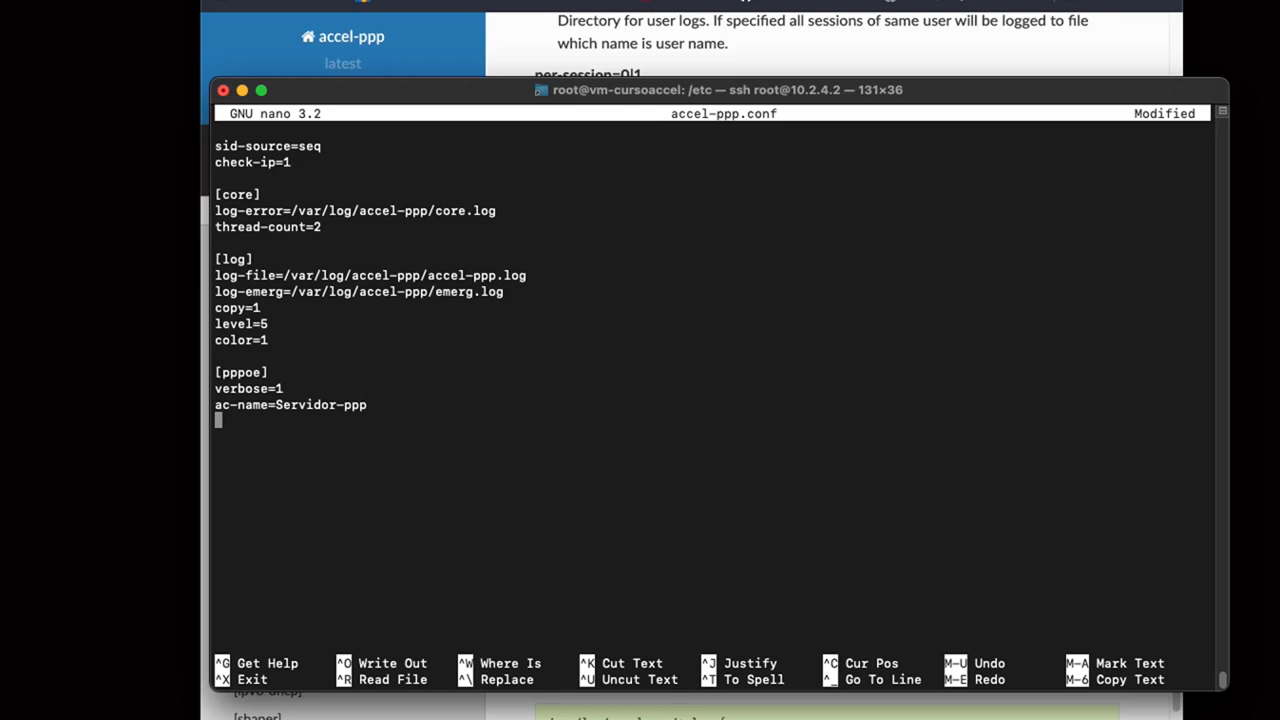 Directory for user logs. If specified all sessions of same user will be logged to file
which name is user name.
accel-ppp
latest
per-session=0|1
root@vm-cursoaccel: /etc — ssh root@10.2.4.2 — 131×36
GNU nano 3.2 accel-ppp.conf Modified
sid-source=seq
check-ip=1
[core]
log-error=/var/log/accel-ppp/core.log
thread-count=2
[log]
log-file=/var/log/accel-ppp/accel-ppp.log
log-emerg=/var/log/accel-ppp/emerg.log
copy=1
level=5
color=1
[pppoe]
verbose=1
ac-name=Servidor-ppp
^G Get Help ^O Write Out ^W Where Is ^K Cut Text ^J Justify ^C Cur Pos M-U Undo M-A Mark Text
^X Exit ^R Read File ^\ Replace ^U Uncut Text ^T To Spell ^_ Go To Line M-E Redo M-6 Copy Text
[ipv6-dhcp]
[shaper]